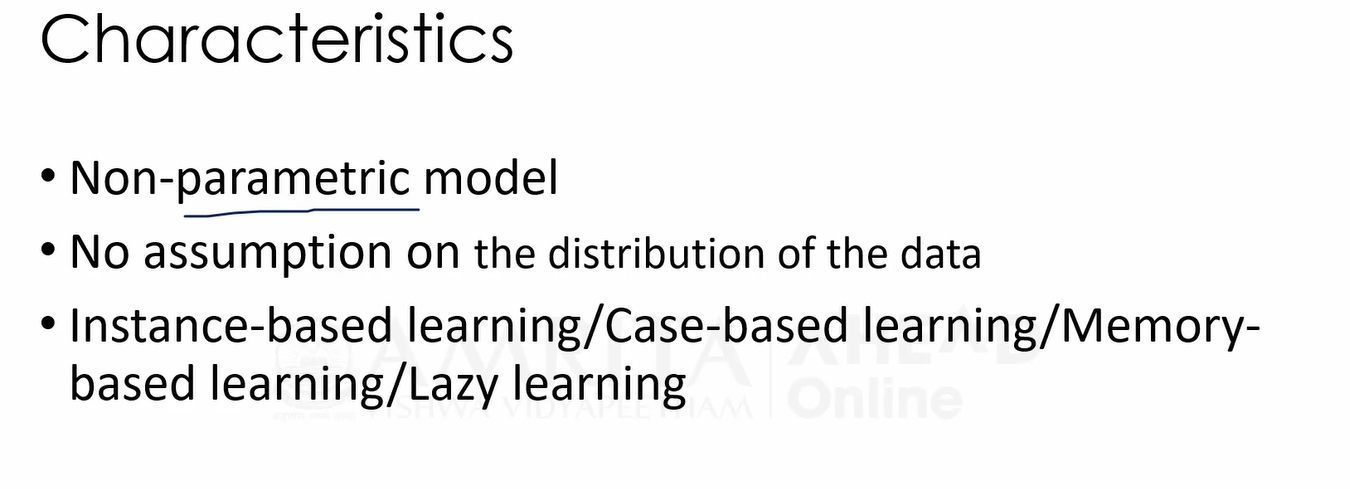 Characteristics
• Non-parametric model
• No assumption on the distribution of the data
• Instance-based learning/Case-based learning/Memory-
based learning/Lazy learning
AMRITA AHEAD
VISHWA VIDYAPEETHAM Online